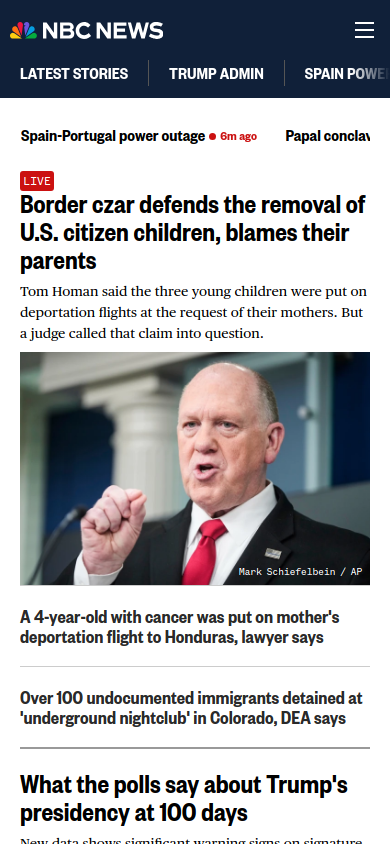 NBC NEWS
LATEST STORIES
TRUMP ADMIN
SPAIN POWE
Spain-Portugal power outage
6m ago
Papal conclav
LIVE
Border czar defends the removal of
U.S. citizen children, blames their
parents
Tom Homan said the three young children were put on
deportation flights at the request of their mothers. But
a judge called that claim into question.
Mark Schiefelbein / AP
A 4-year-old with cancer was put on mother's
deportation flight to Honduras, lawyer says
Over 100 undocumented immigrants detained at
'underground nightclub' in Colorado, DEA says
What the polls say about Trump's
presidency at 100 days
New data shows significant warning signs on signature